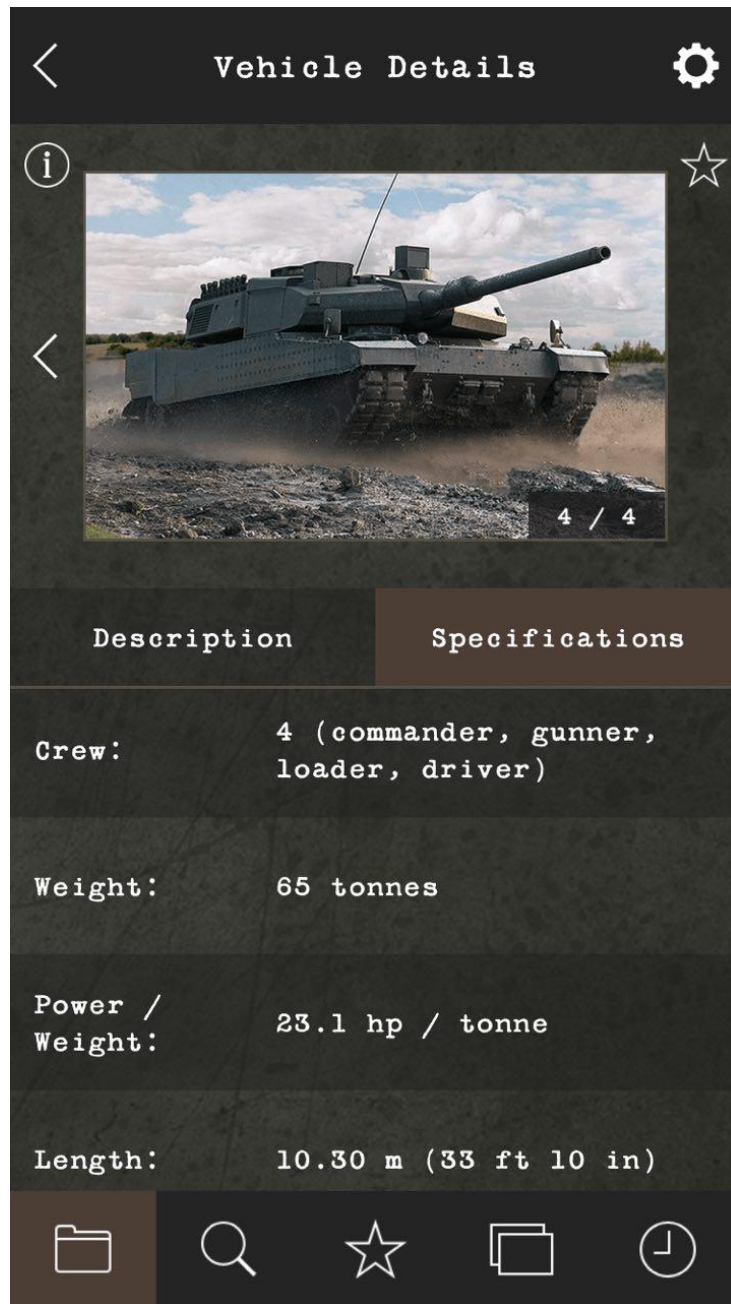 Vehicle Details
i
4 / 4
Description
Specifications
Crew:
4 (commander, gunner,
loader, driver)
Weight:
65 tonnes
Power /
Weight:
23.1 hp / tonne
Length:
10.30 m (33 ft 10 in)